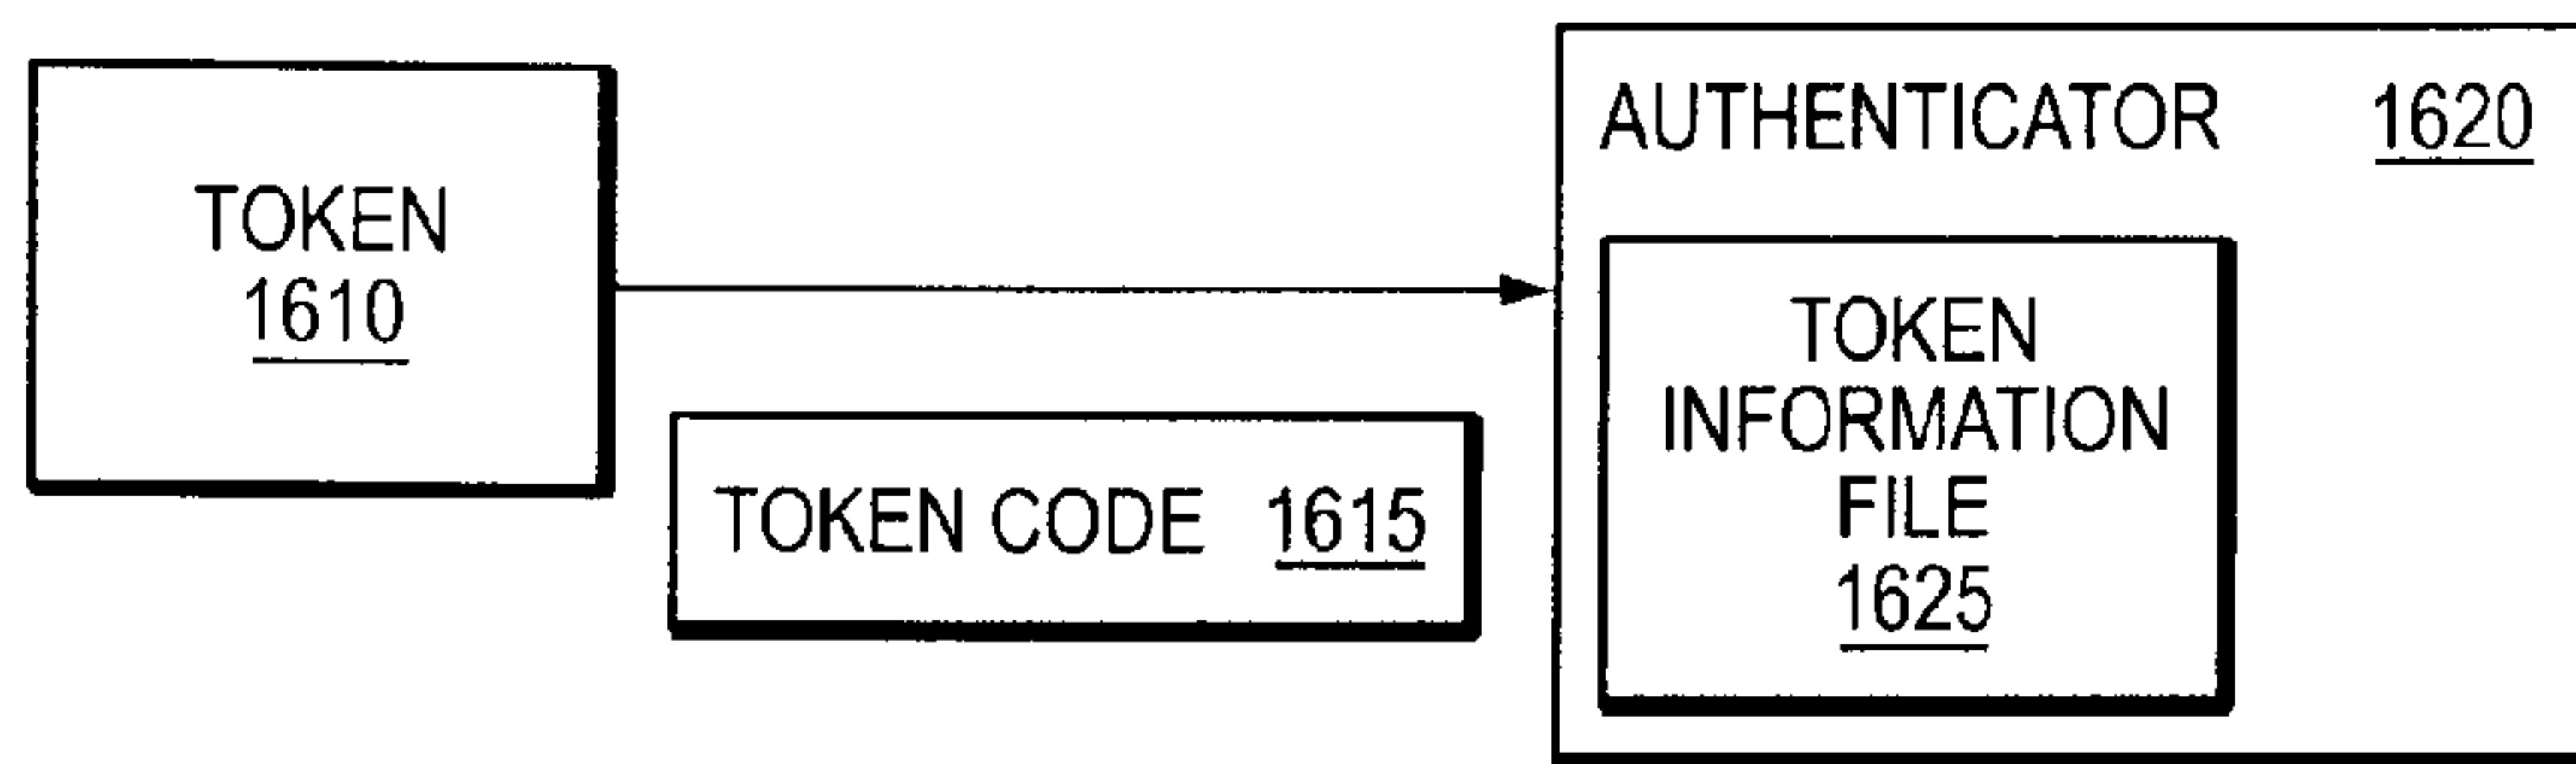 TOKEN
1610
TOKEN CODE 1615
AUTHENTICATOR 1620
TOKEN
INFORMATION
FILE
1625